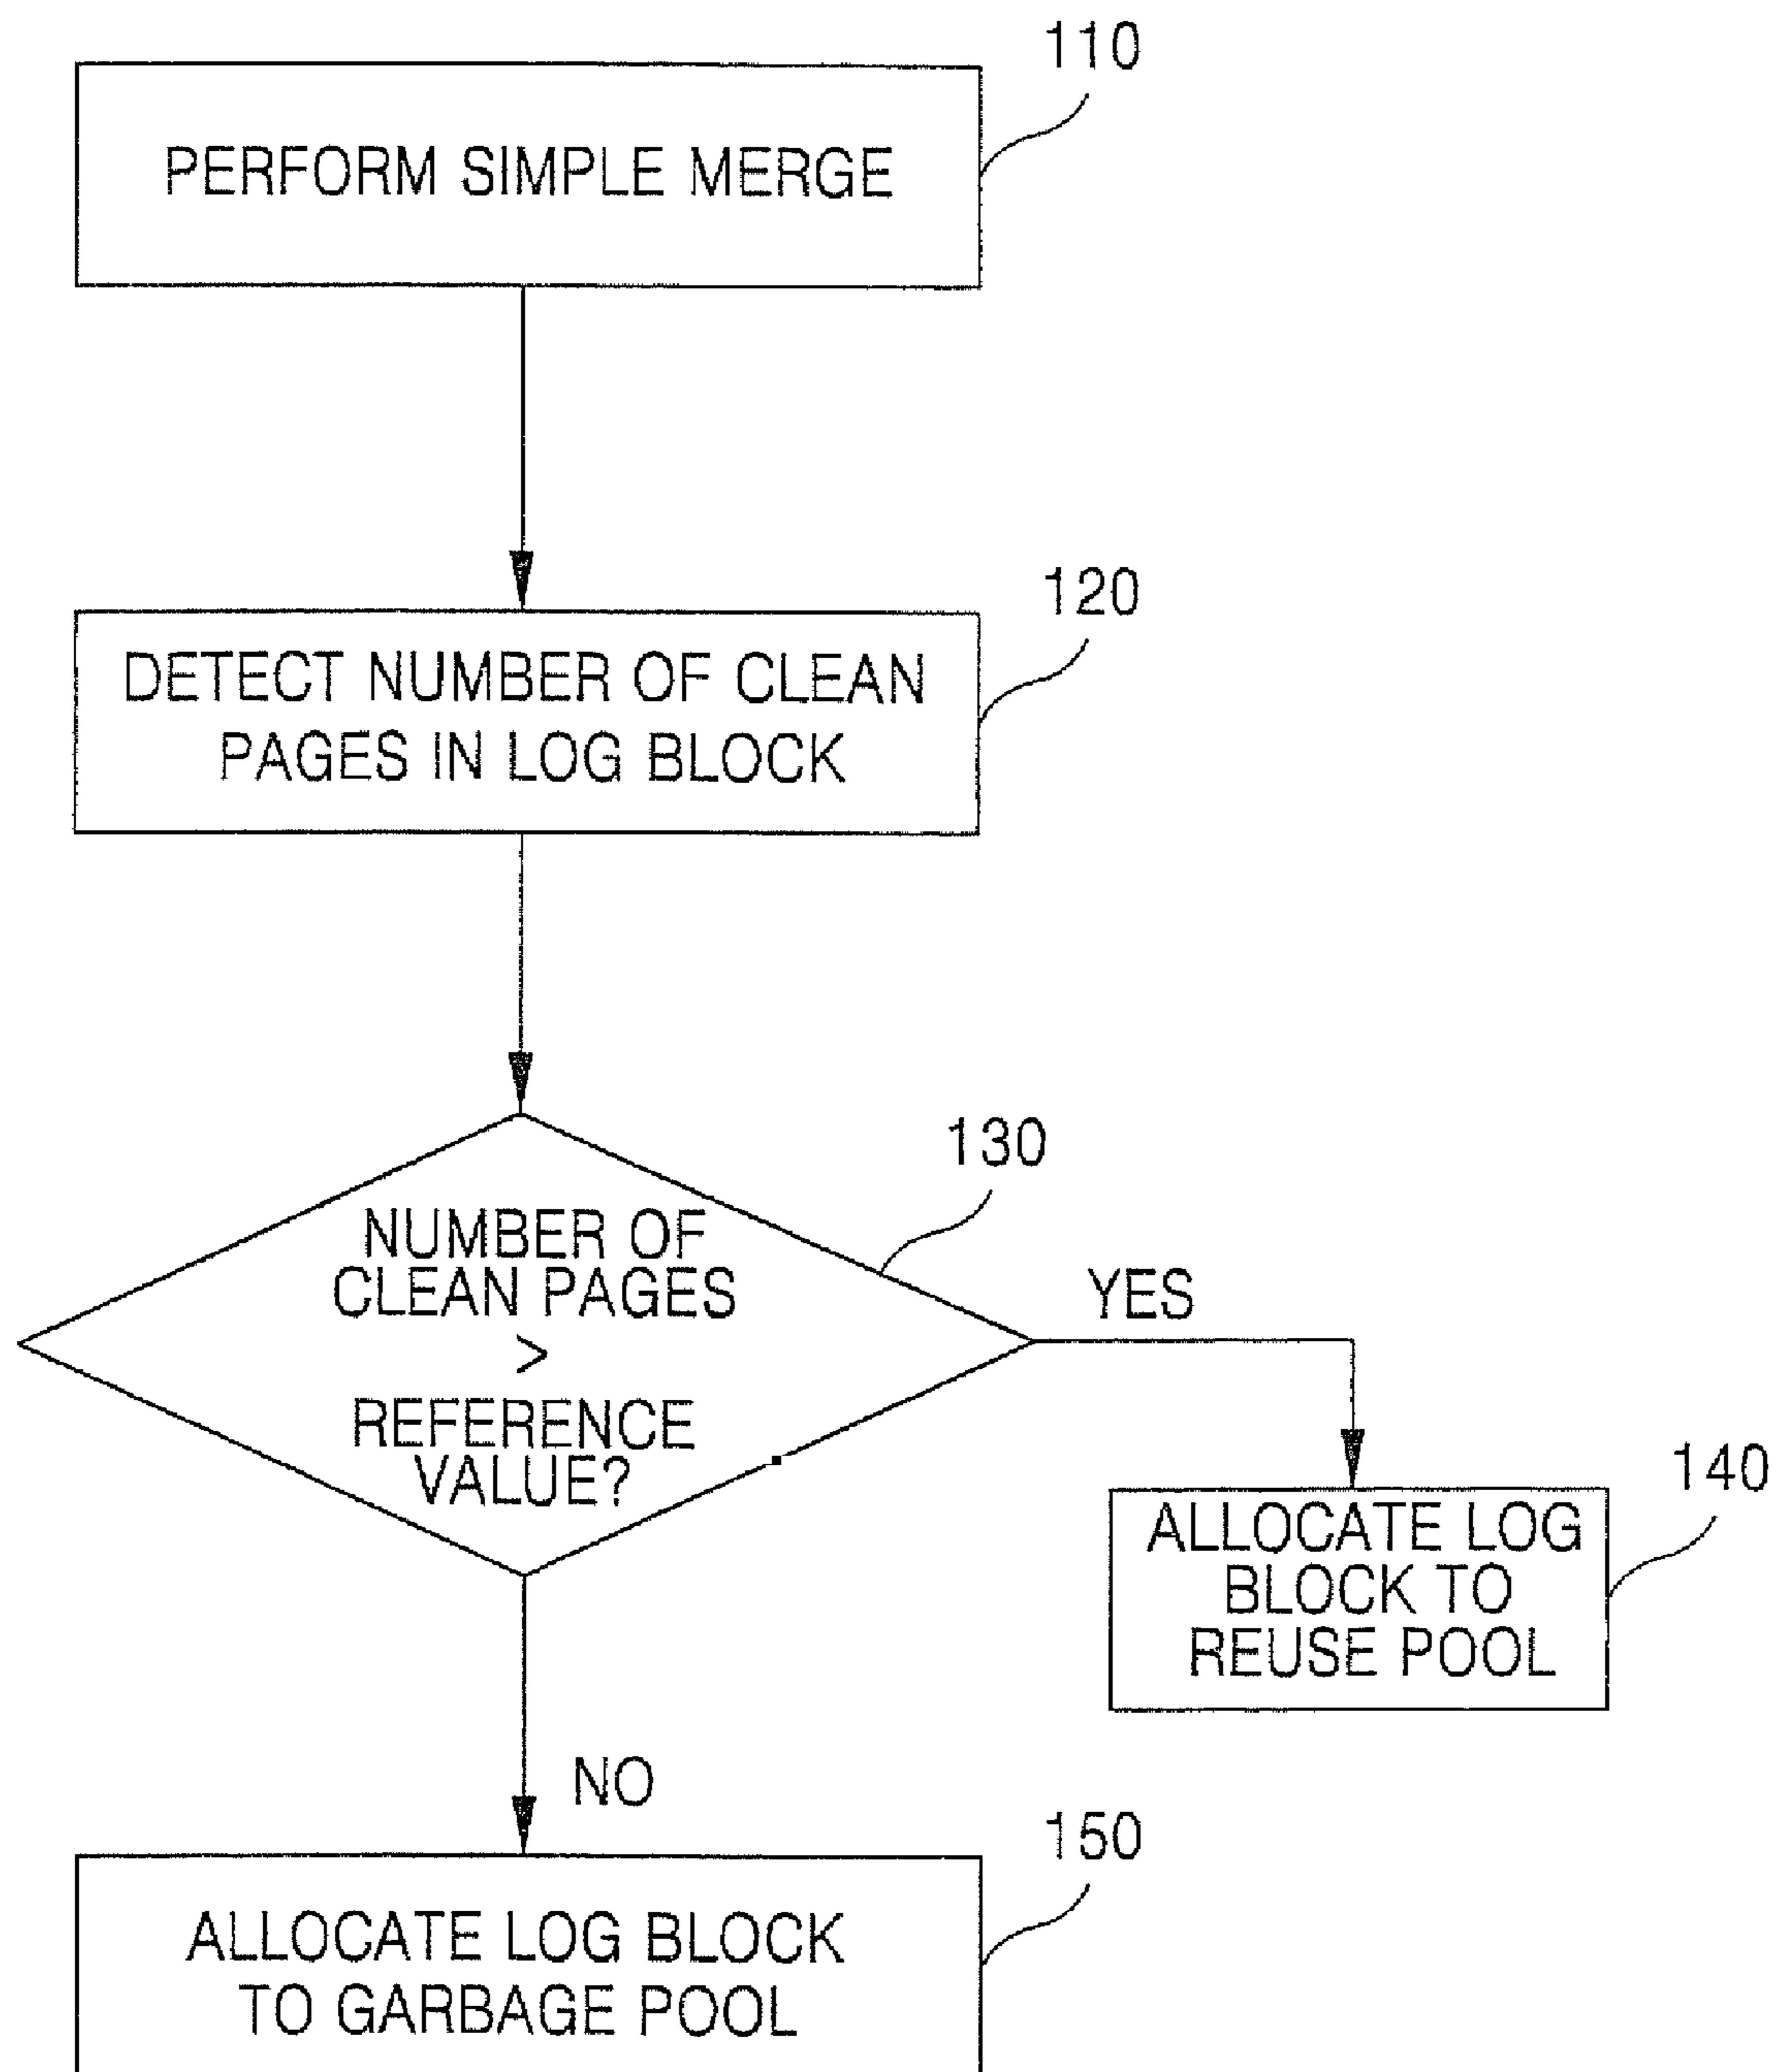 110
PERFORM SIMPLE MERGE
120
DETECT NUMBER OF CLEAN
PAGES IN LOG BLOCK
130
NUMBER OF
CLEAN PAGES
>
REFERENCE
VALUE?
YES
140
ALLOCATE LOG
BLOCK TO
REUSE POOL
NO
150
ALLOCATE LOG BLOCK
TO GARBAGE POOL